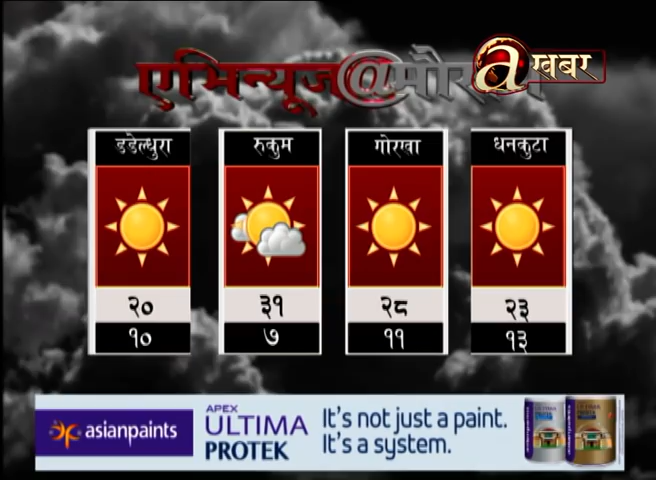 एभिन्यूज@मोर
a खबर
डडेल्धुरा
रुकुम
गोरखा
धनकुटा
२०
३१
२८
२३
१०
७
११
१३
asianpaints
APEX
ULTIMA
PROTEK
It's not just a paint.
It's a system.